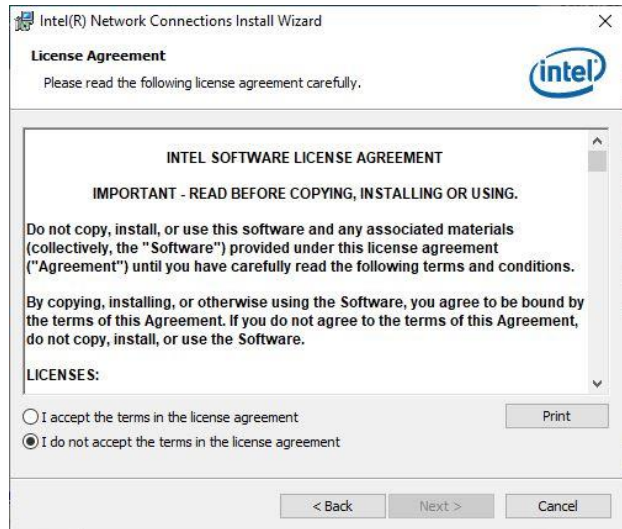 Intel(R) Network Connections Install Wizard
License Agreement
Please read the following license agreement carefully.
intel
INTEL SOFTWARE LICENSE AGREEMENT
IMPORTANT - READ BEFORE COPYING, INSTALLING OR USING.
Do not copy, install, or use this software and any associated materials
(collectively, the "Software") provided under this license agreement
("Agreement") until you have carefully read the following terms and conditions.
By copying, installing, or otherwise using the Software, you agree to be bound by
the terms of this Agreement. If you do not agree to the terms of this Agreement,
do not copy, install, or use the Software.
LICENSES:
I accept the terms in the license agreement
Print
I do not accept the terms in the license agreement
< Back
Next >
Cancel